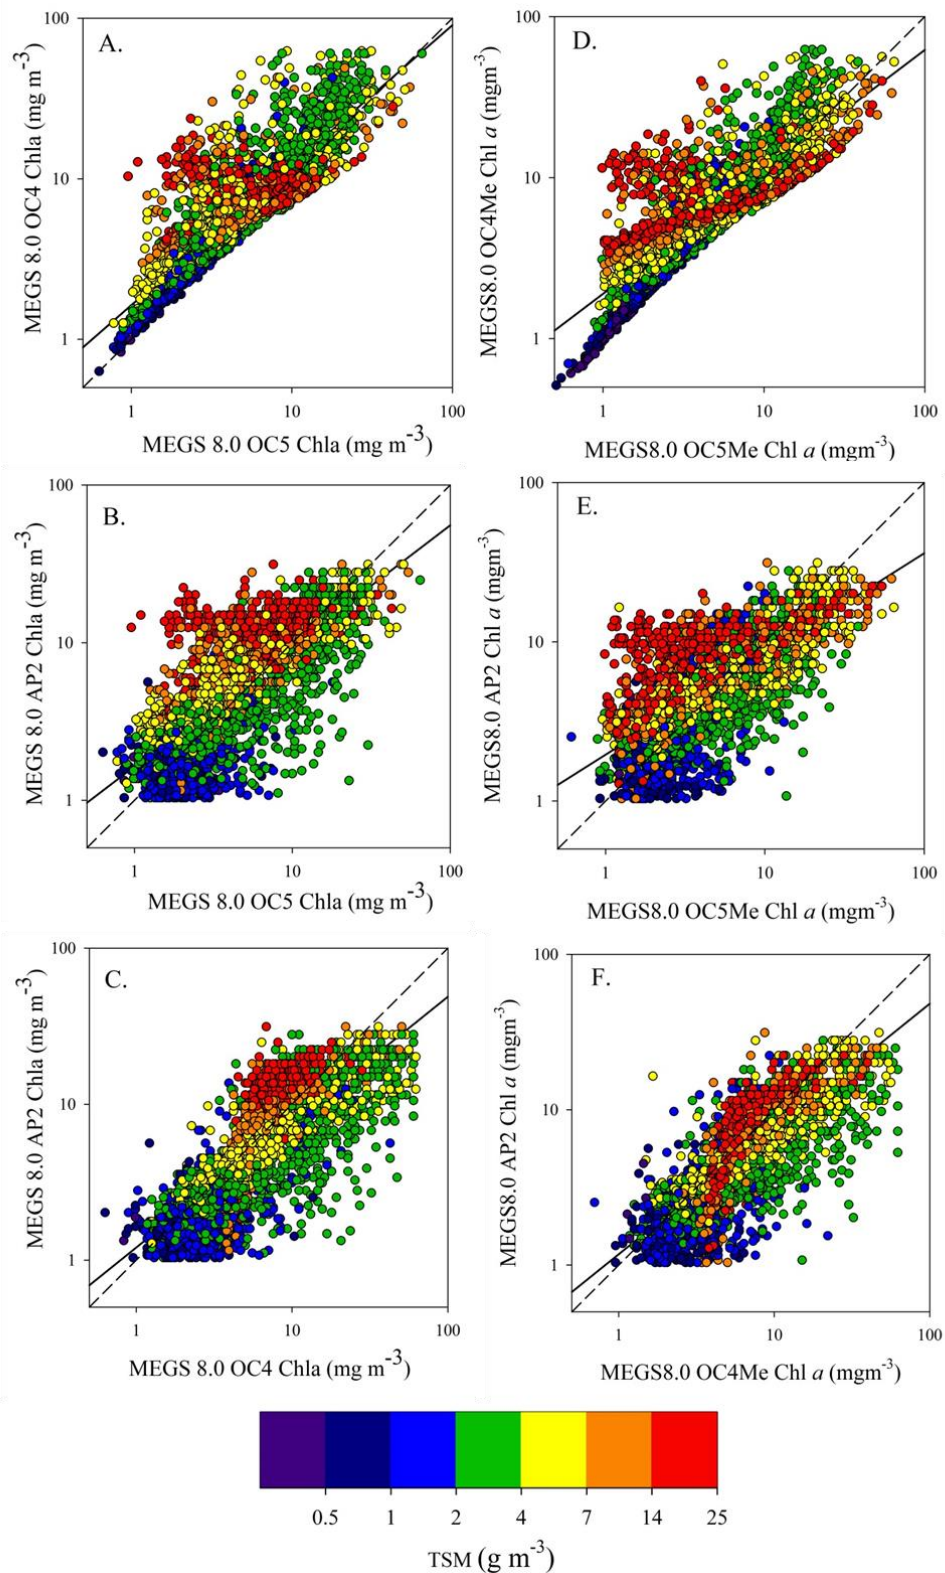 A.
MEGS 8.0 OC4 Chla (mg m⁻³)
100
10
1
1 10 100
MEGS 8.0 OC5 Chla (mg m⁻³)
D.
MEGS8.0 OC4Me Chl a (mgm⁻³)
100
10
1
1 10 100
MEGS8.0 OC5Me Chl a (mgm⁻³)
B.
MEGS 8.0 AP2 Chla (mg m⁻³)
100
10
1
1 10 100
MEGS 8.0 OC5 Chla (mg m⁻³)
E.
MEGS8.0 AP2 Chl a (mgm⁻³)
100
10
1
1 10 100
MEGS8.0 OC5Me Chl a (mgm⁻³)
C.
MEGS 8.0 AP2 Chla (mg m⁻³)
100
10
1
1 10 100
MEGS 8.0 OC4 Chla (mg m⁻³)
F.
MEGS8.0 AP2 Chl a (mgm⁻³)
100
10
1
1 10 100
MEGS8.0 OC4Me Chl a (mgm⁻³)
0.5 1 2 4 7 14 25
TSM (g m⁻³)